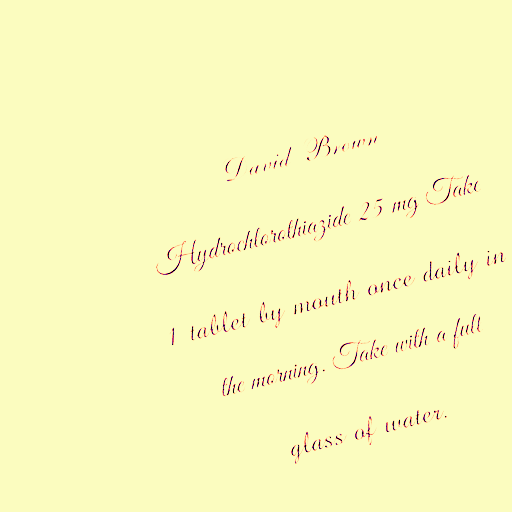 David Brown
Hydrochlorothiazide 25 mg Take
1 tablet by mouth once daily in
the morning. Take with a full
glass of water.